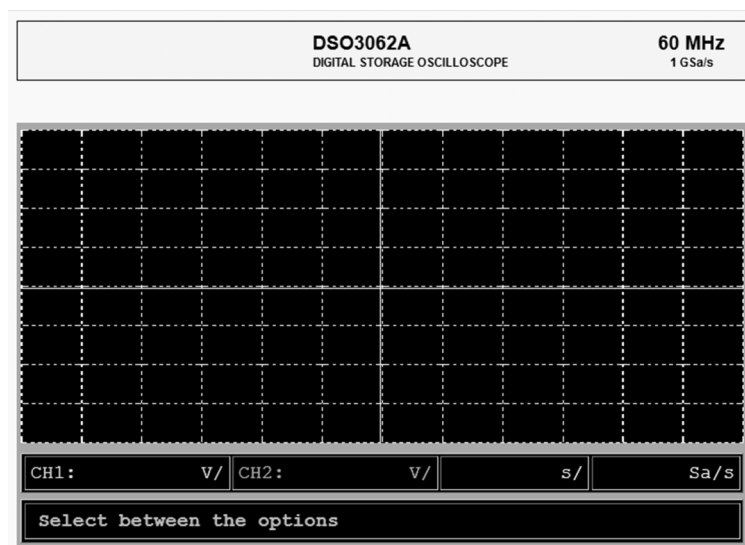 DSO3062A 60 MHz
DIGITAL STORAGE OSCILLOSCOPE 1 GSa/s
CH1: V/ CH2: V/ s/ Sa/s
Select between the options